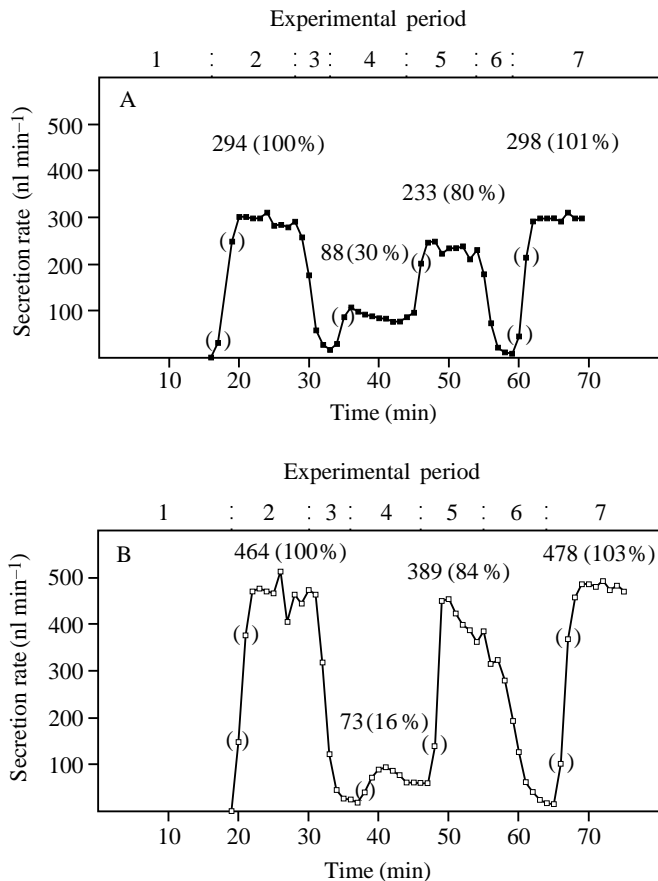 Experimental period
1 : 2 : 3 : 4 : 5 : 6 : 7
A
294 (100%)
298 (101%)
233 (80 %)
88 (30 %)
500
400
300
200
100
Secretion rate (nl min–1)
( )
( )
( )
( )
( )
( )
10 20 30 40 50 60 70
Time (min)
Experimental period
1 : 2 : 3 : 4 : 5 : 6 : 7
B
464 (100 %)
389 (84 %)
478 (103%)
73 (16 %)
500
400
300
200
100
Secretion rate (nl min–1)
( )
( )
( )
( )
( )
( )
10 20 30 40 50 60 70
Time (min)